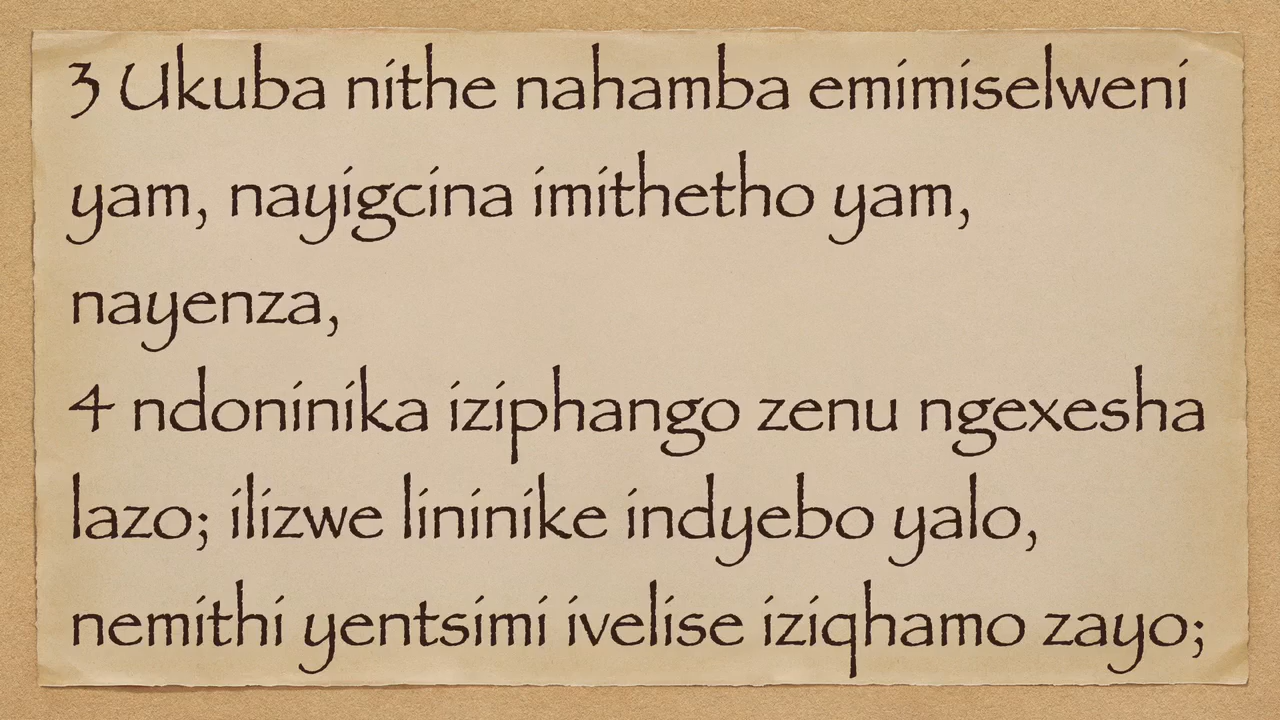 3 Ukuba nithe nahamba emimiselweni
yam, nayigcina imithetho yam,
nayenza,
4 ndoninika iziphango zenu ngexesha
lazo; ilizwe lininike indyebo yalo,
nemithi yentsimi ivelise iziqhamo zayo;